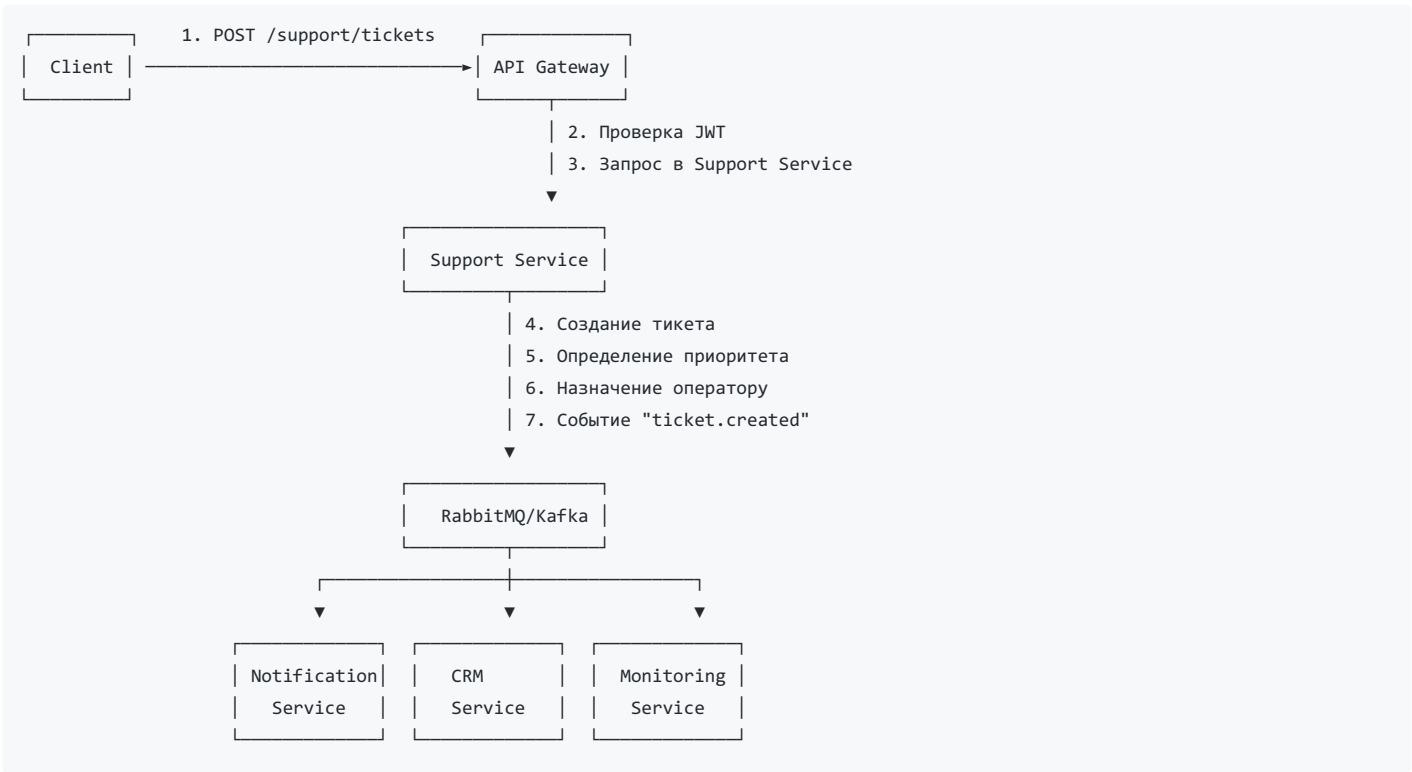 1. POST /support/tickets
Client API Gateway
2. Проверка JWT
3. Запрос в Support Service
Support Service
4. Создание тикета
5. Определение приоритета
6. Назначение оператору
7. Событие "ticket.created"
RabbitMQ/Kafka
Notification CRM Monitoring
Service Service Service